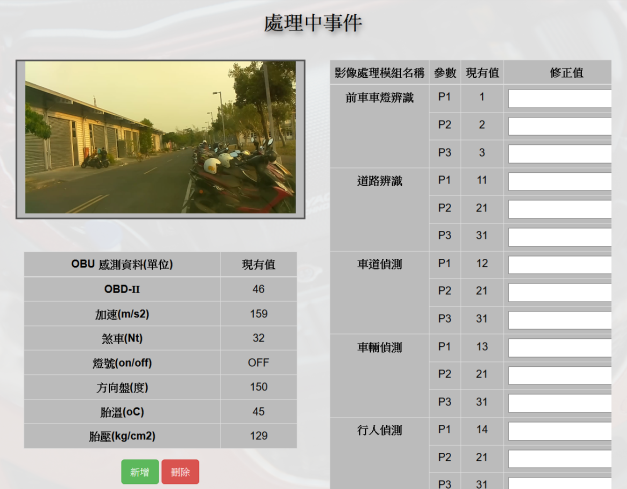 處理中事件
影像處理模組名稱 參數 現有值 修正值
前車車燈辨識 P1 1
P2 2
P3 3
道路辨識 P1 11
P2 21
P3 31
車道偵測 P1 12
P2 21
P3 31
車輛偵測 P1 13
P2 21
P3 31
行人偵測 P1 14
P2 21
P3 31
OBU 感測資料(單位) 現有值
OBD-II 46
加速(m/s2) 159
煞車(Nt) 32
燈號(on/off) OFF
方向盤(度) 150
胎溫(oC) 45
胎壓(kg/cm2) 129
新增 刪除